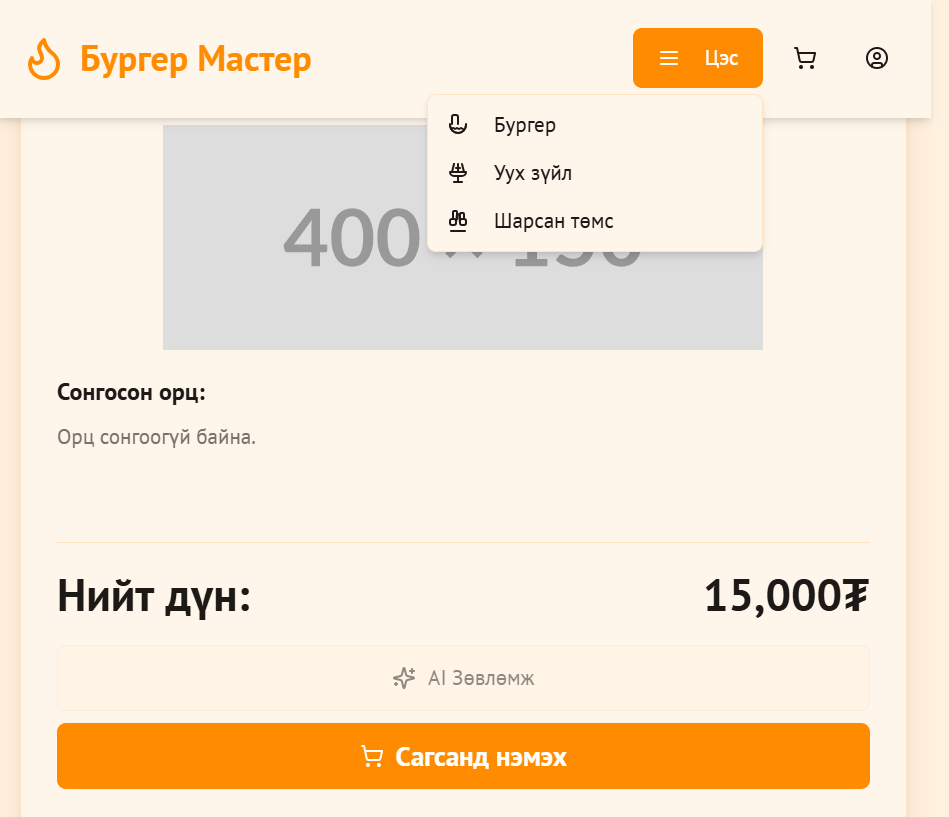 Бургер Мастер
Цэс
Бургер
Уух зүйл
Шарсан төмс
400 × 150
Сонгосон орц:
Орц сонгоогүй байна.
Нийт дүн:
15,000₮
AI Зөвлөмж
Сагсанд нэмэх